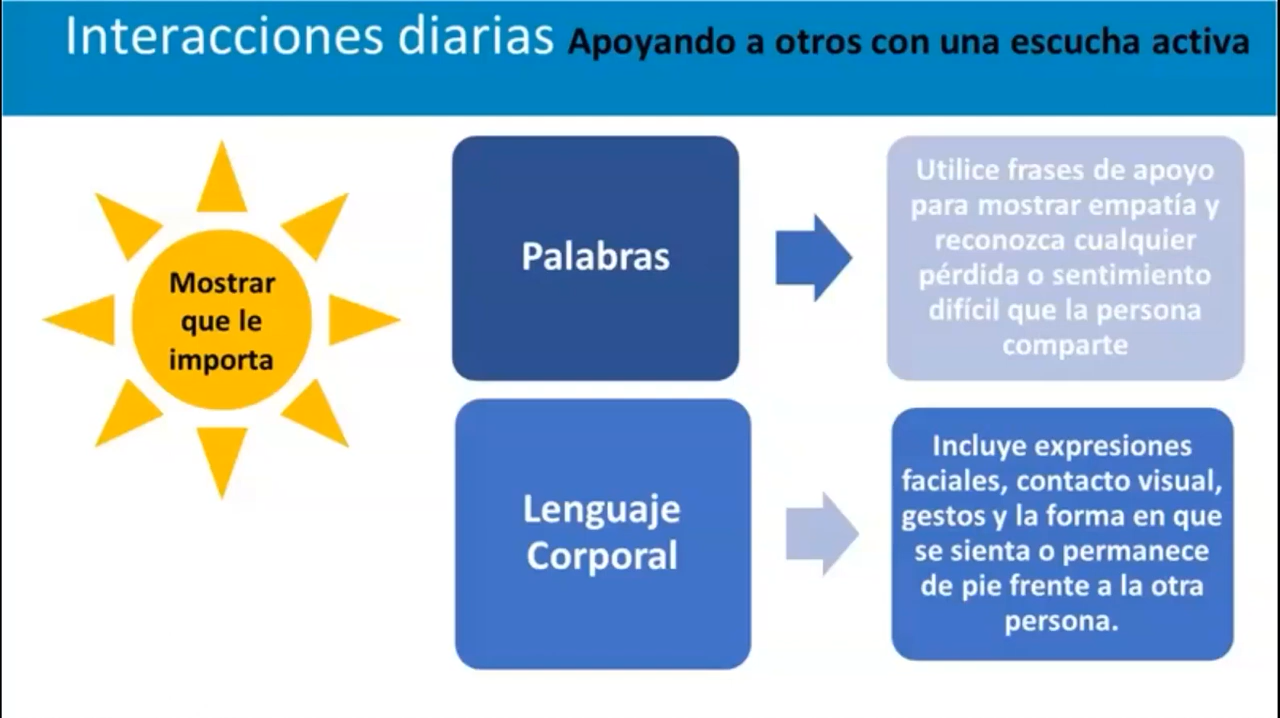 Interacciones diarias Apoyando a otros con una escucha activa
Mostrar
que le
importa
Palabras
Utilice frases de apoyo
para mostrar empatía y
reconozca cualquier
pérdida o sentimiento
difícil que la persona
comparte
Lenguaje
Corporal
Incluye expresiones
faciales, contacto visual,
gestos y la forma en que
se sienta o permanece
de pie frente a la otra
persona.